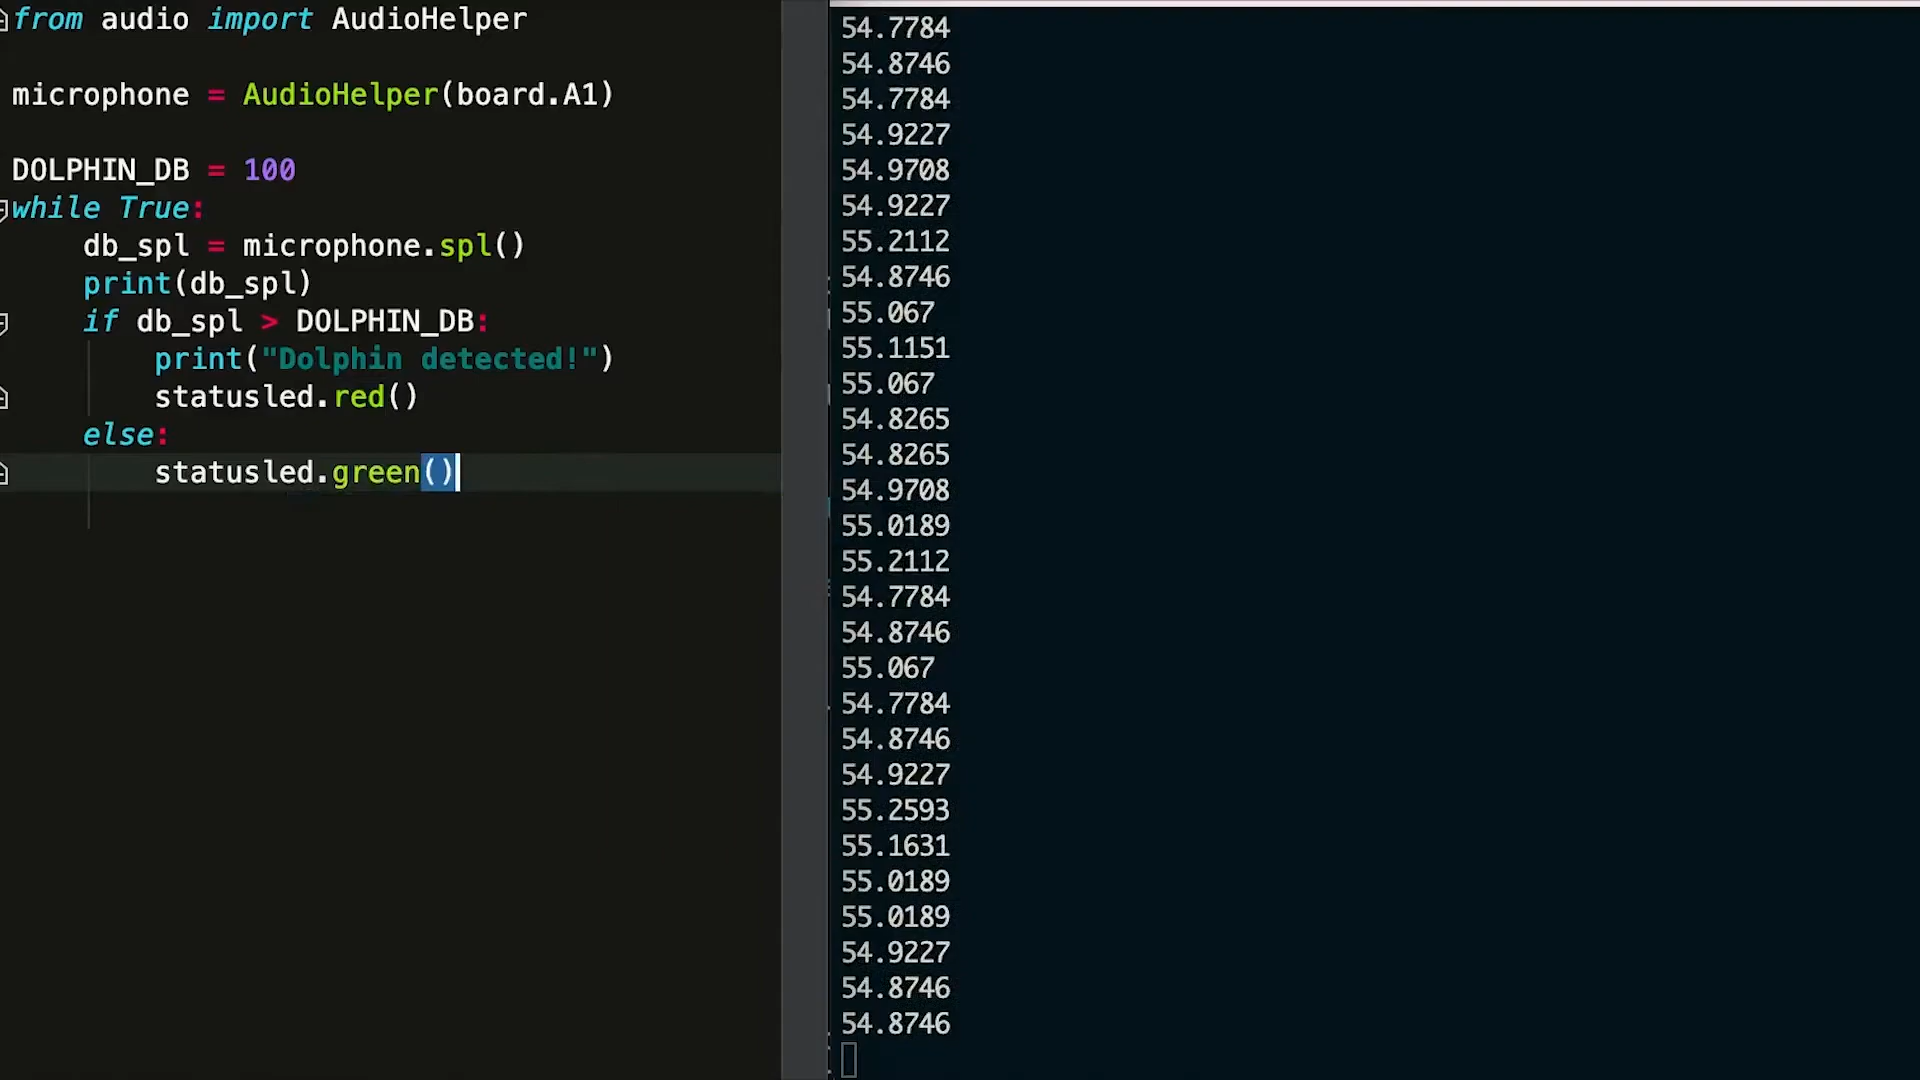 from audio import AudioHelper
microphone = AudioHelper(board.A1)
DOLPHIN_DB = 100
while True:
db_spl = microphone.spl()
print(db_spl)
if db_spl > DOLPHIN_DB:
print("Dolphin detected!")
statusled.red()
else:
statusled.green()
54.7784
54.8746
54.7784
54.9227
54.9708
54.9227
55.2112
54.8746
55.067
55.1151
55.067
54.8265
54.8265
54.9708
55.0189
55.2112
54.7784
54.8746
55.067
54.7784
54.8746
54.9227
55.2593
55.1631
55.0189
55.0189
54.9227
54.8746
54.8746